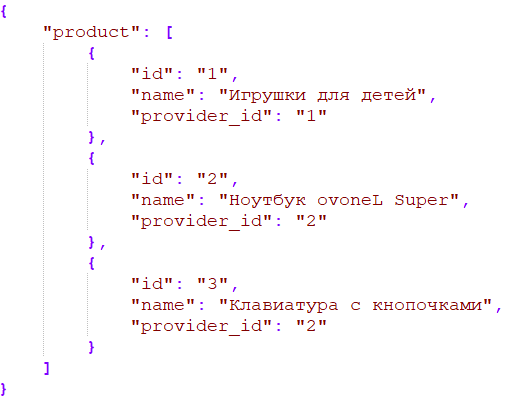 {
    "product": [
        {
            "id": "1",
            "name": "Игрушки для детей",
            "provider_id": "1"
        },
        {
            "id": "2",
            "name": "Ноутбук ovoneL Super",
            "provider_id": "2"
        },
        {
            "id": "3",
            "name": "Клавиатура с кнопочками",
            "provider_id": "2"
        }
    ]
}